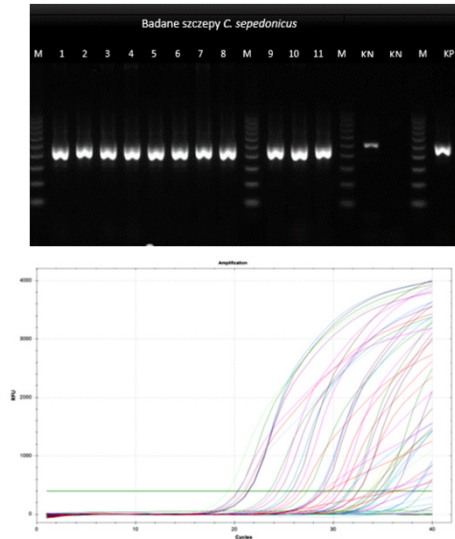 Badane szczepy C. sepedonicus
M 1 2 3 4 5 6 7 8 M 9 10 11 M KN KN M KP
Amplification
4000
3000
2000
1000
0
RFU
0 10 20 30 40
Cycles